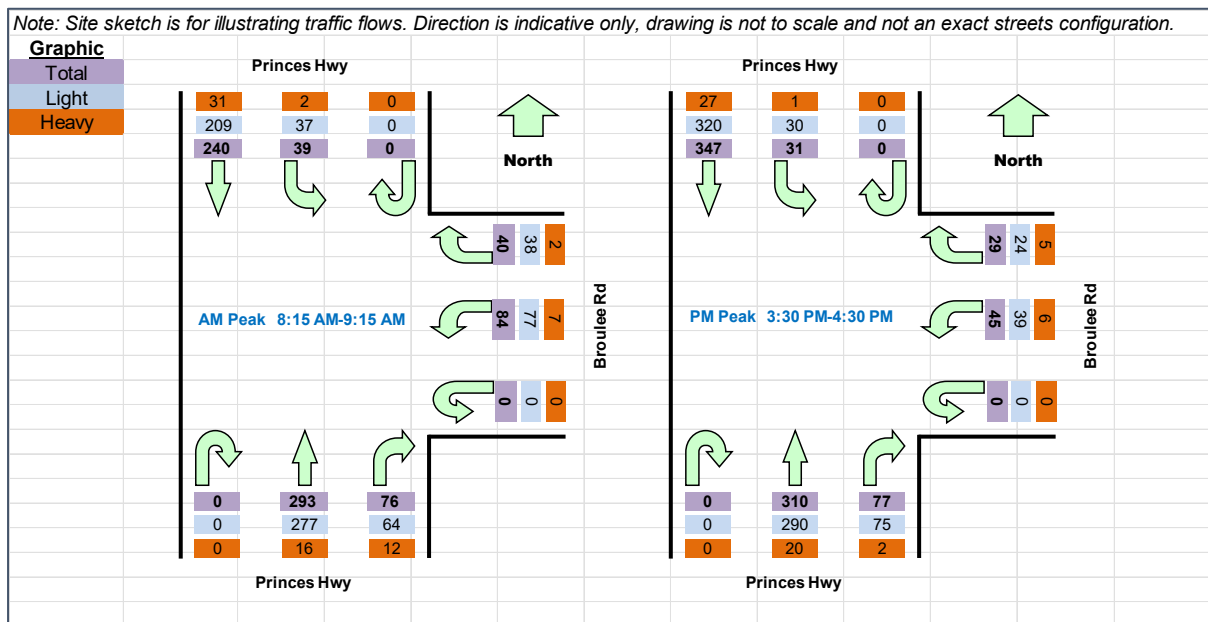 Note: Site sketch is for illustrating traffic flows. Direction is indicative only, drawing is not to scale and not an exact streets configuration.
Graphic
Total
Light
Heavy
Princes Hwy
31 2 0
209 37 0
240 39 0
North
40 38 2
AM Peak 8:15 AM-9:15 AM
84 77 7
Broulee Rd
0 0 0
0 293 76
0 277 64
0 16 12
Princes Hwy
Princes Hwy
27 1 0
320 30 0
347 31 0
North
29 24 5
PM Peak 3:30 PM-4:30 PM
45 39 6
Broulee Rd
0 0 0
0 310 77
0 290 75
0 20 2
Princes Hwy